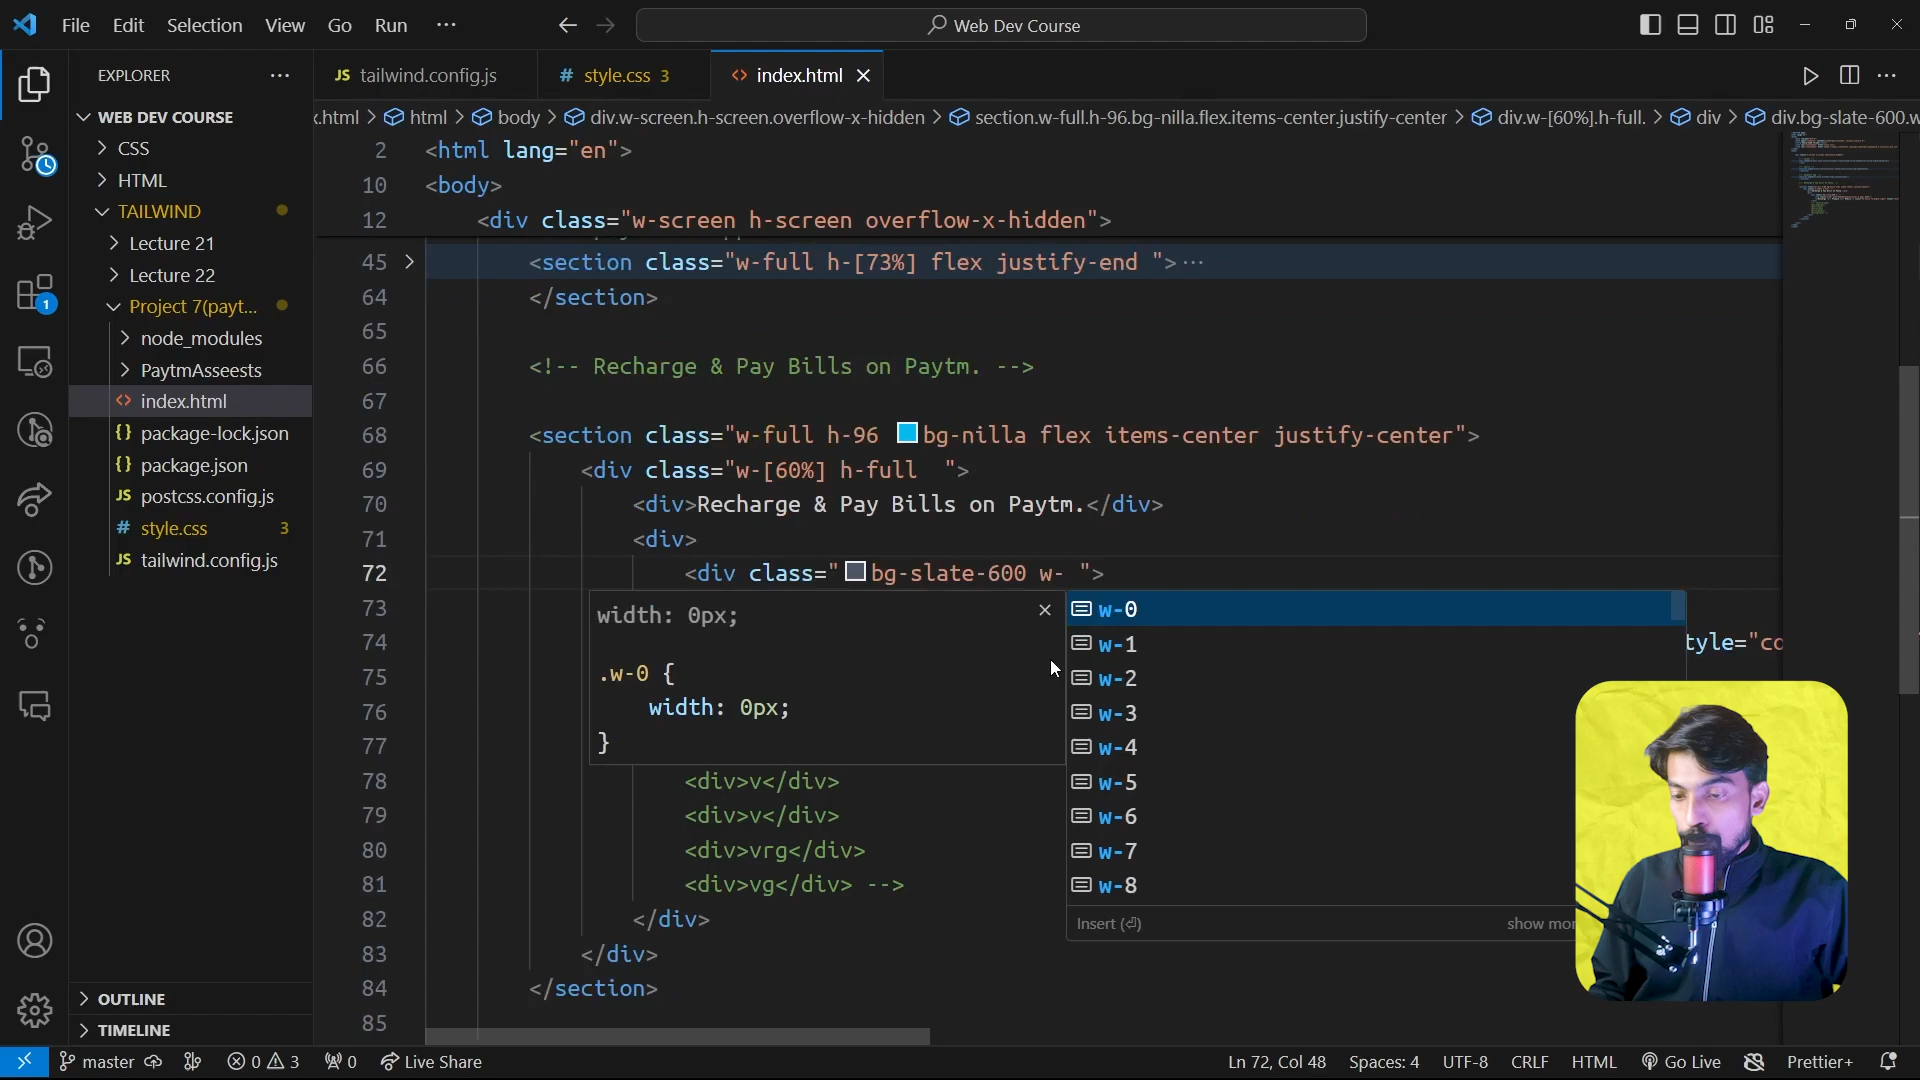 File Edit Selection View Go Run ···
Web Dev Course
EXPLORER ···
WEB DEV COURSE
CSS
HTML
TAILWIND
Lecture 21
Lecture 22
Project 7(payt...
node_modules
PaytmAsseests
<> index.html
{} package-lock.json
{} package.json
JS postcss.config.js
# style.css 3
JS tailwind.config.js
OUTLINE
TIMELINE
JS tailwind.config.js
# style.css 3
<> index.html
x.html > html > body > div.w-screen.h-screen.overflow-x-hidden > section.w-full.h-96.bg-nilla.flex.items-center.justify-center > div.w-[60%].h-full. > div > div.bg-slate-600.w
2 <html lang="en">
10 <body>
12 <div class="w-screen h-screen overflow-x-hidden">
45 <section class="w-full h-[73%] flex justify-end ">···
64 </section>
65
66 <!-- Recharge & Pay Bills on Paytm. -->
67
68 <section class="w-full h-96 bg-nilla flex items-center justify-center">
69 <div class="w-[60%] h-full  ">
70 <div>Recharge & Pay Bills on Paytm.</div>
71 <div>
72 <div class=" bg-slate-600 w- ">
73
74 tyle="co
75
76
77
78 <div>v</div>
79 <div>v</div>
80 <div>vrg</div>
81 <div>vg</div> -->
82 </div>
83 </div>
84 </section>
85
width: 0px;
.w-0 {
width: 0px;
}
w-0
w-1
w-2
w-3
w-4
w-5
w-6
w-7
w-8
Insert (⏎) show mor
1
master 0 3 0 Live Share
Ln 72, Col 48 Spaces: 4 UTF-8 CRLF HTML Go Live Prettier+